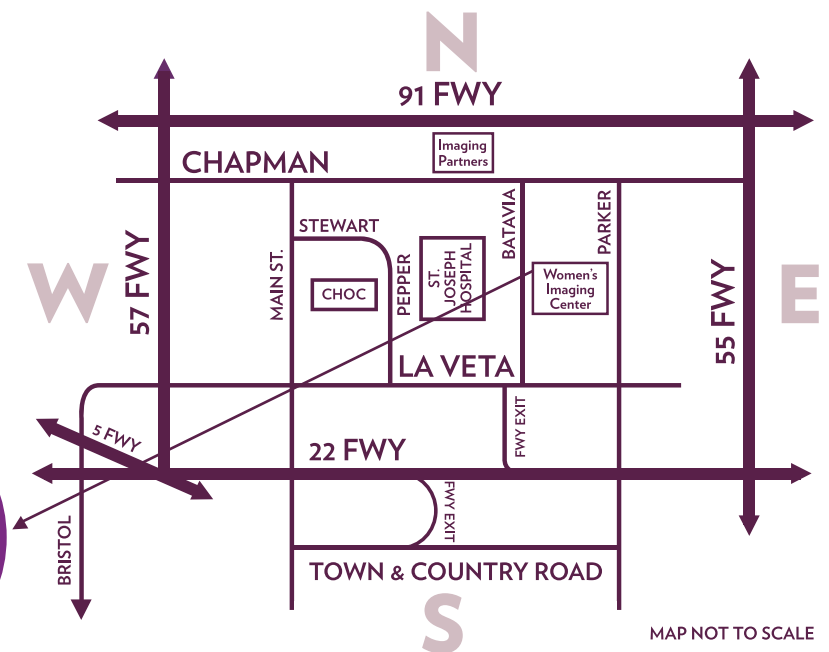 N
91 FWY
Imaging
Partners
CHAPMAN
STEWART
BATAVIA
PARKER
MAIN ST.
PEPPER
ST.
JOSEPH
HOSPITAL
CHOC
Women's
Imaging
Center
W
57 FWY
55 FWY
E
LA VETA
5 FWY
22 FWY
FWY EXIT
FWY EXIT
BRISTOL
TOWN & COUNTRY ROAD
S
MAP NOT TO SCALE